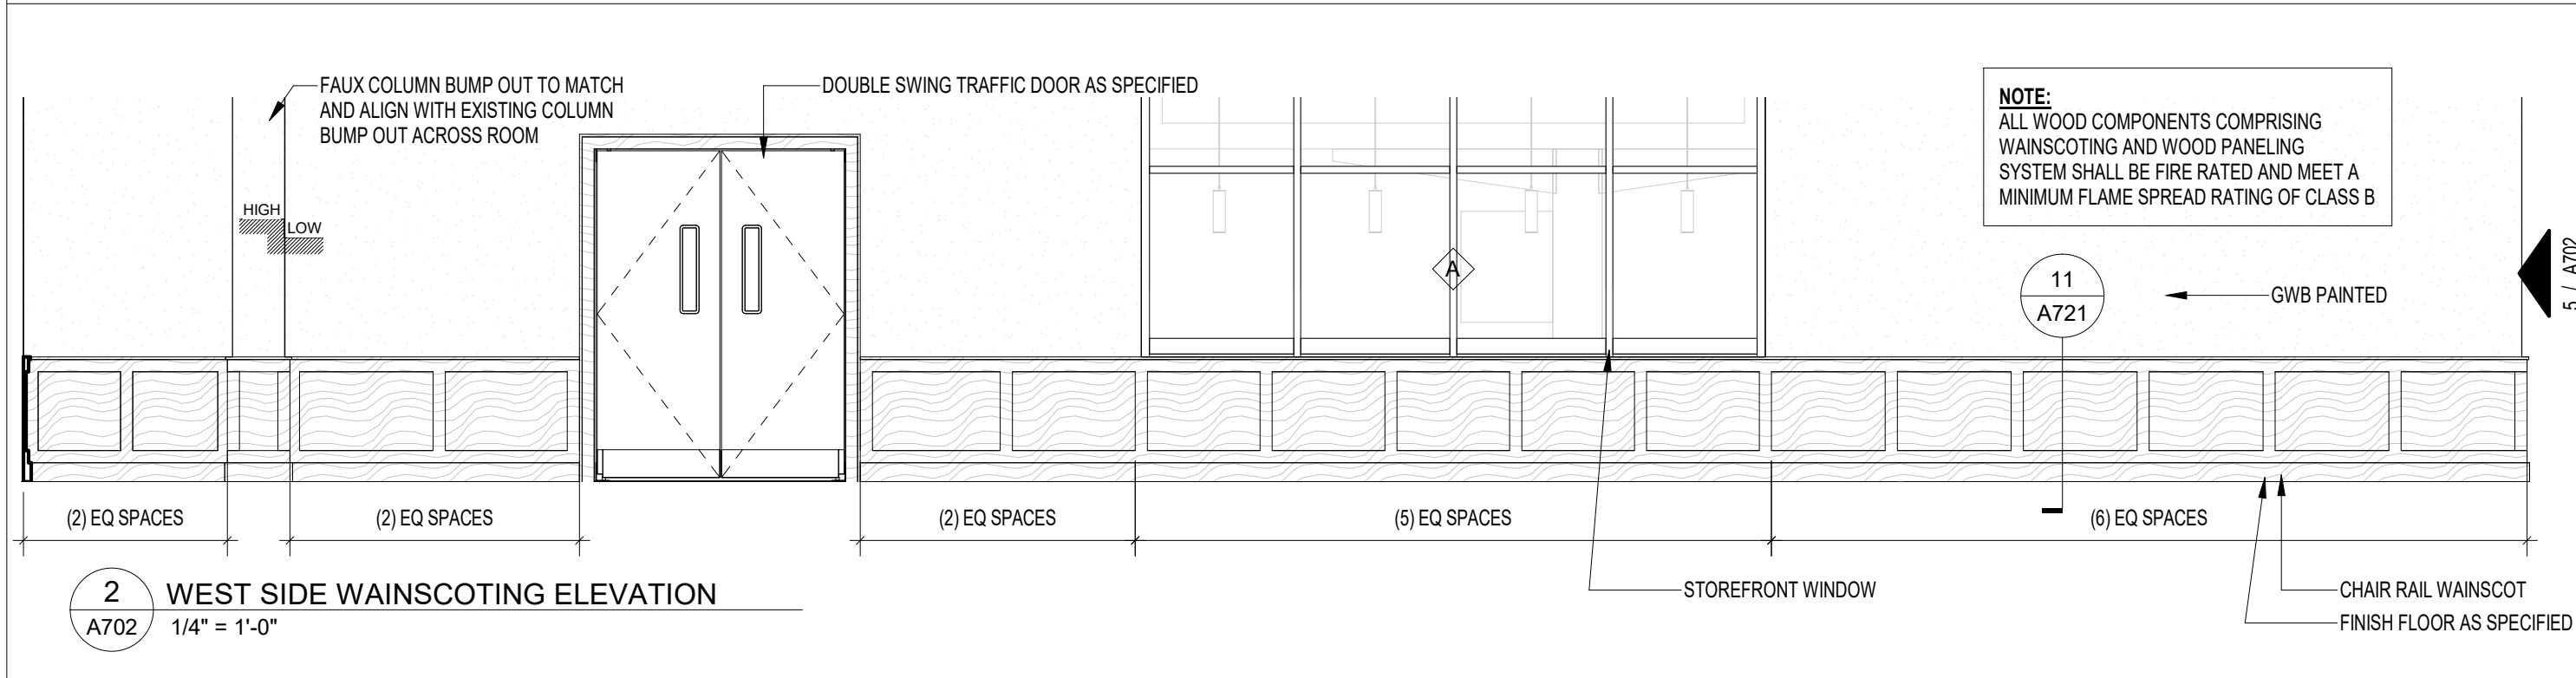 FAUX COLUMN BUMP OUT TO MATCH
AND ALIGN WITH EXISTING COLUMN
BUMP OUT ACROSS ROOM
DOUBLE SWING TRAFFIC DOOR AS SPECIFIED
NOTE:
ALL WOOD COMPONENTS COMPRISING
WAINSCOTING AND WOOD PANELING
SYSTEM SHALL BE FIRE RATED AND MEET A
MINIMUM FLAME SPREAD RATING OF CLASS B
HIGH
LOW
A
11
A721
GWB PAINTED
5 / A702
(2) EQ SPACES
(2) EQ SPACES
(2) EQ SPACES
(5) EQ SPACES
(6) EQ SPACES
STOREFRONT WINDOW
CHAIR RAIL WAINSCOT
FINISH FLOOR AS SPECIFIED
2
A702
WEST SIDE WAINSCOTING ELEVATION
1/4" = 1'-0"